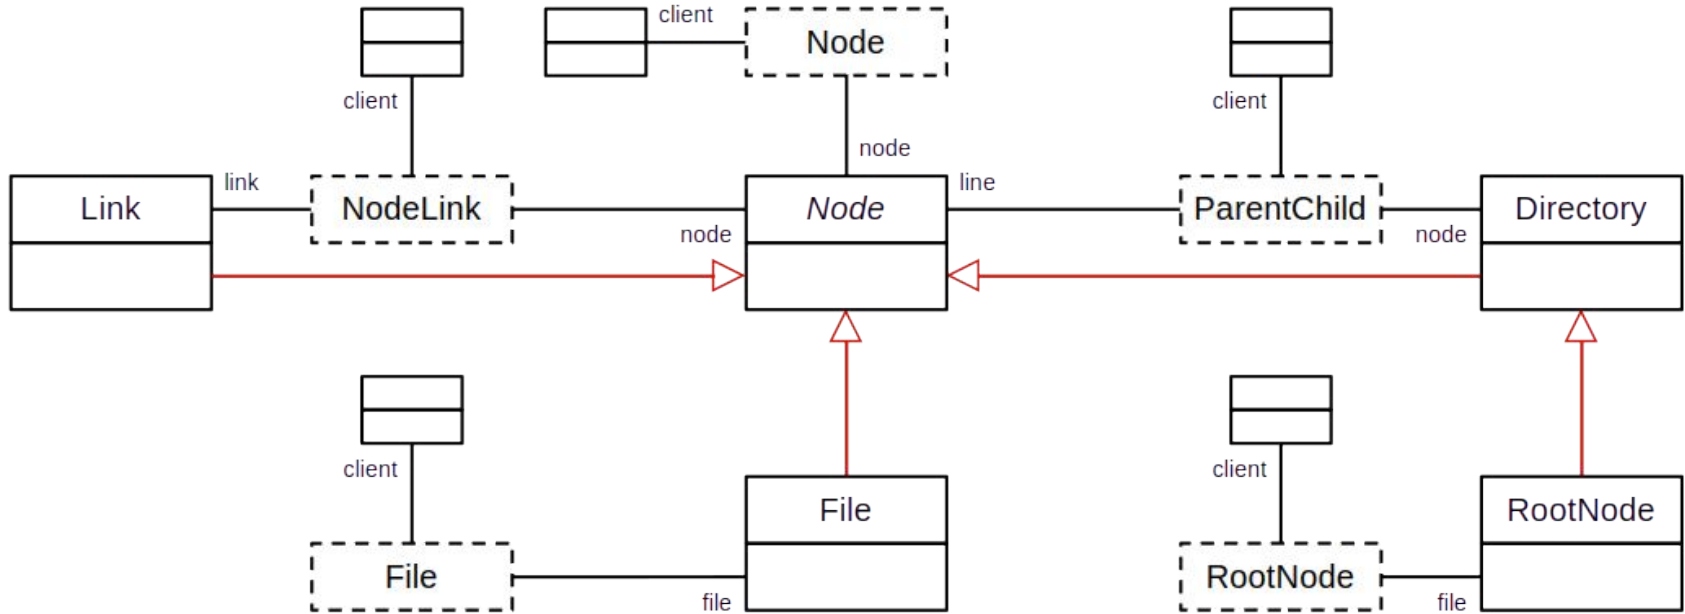 client
Node
client
client
node
link
line
Link
NodeLink
Node
ParentChild
Directory
node
node
client
client
File
RootNode
File
RootNode
file
file